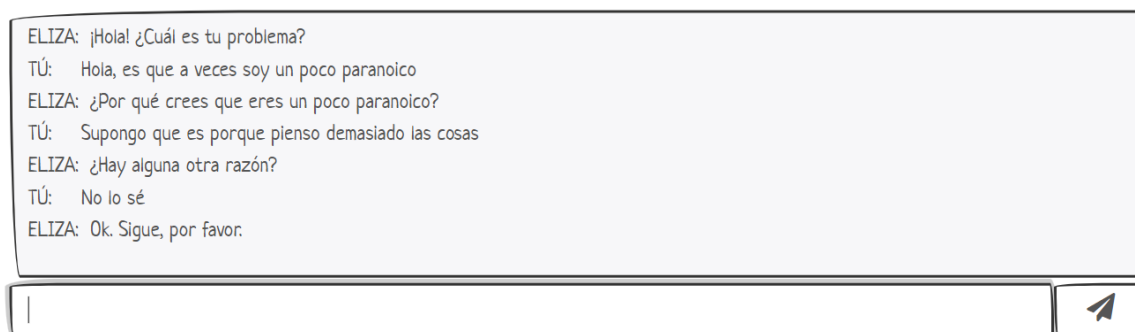 ELIZA: ¡Hola! ¿Cuál es tu problema?
TÚ: Hola, es que a veces soy un poco paranoico
ELIZA: ¿Por qué crees que eres un poco paranoico?
TÚ: Supongo que es porque pienso demasiado las cosas
ELIZA: ¿Hay alguna otra razón?
TÚ: No lo sé
ELIZA: Ok. Sigue, por favor.